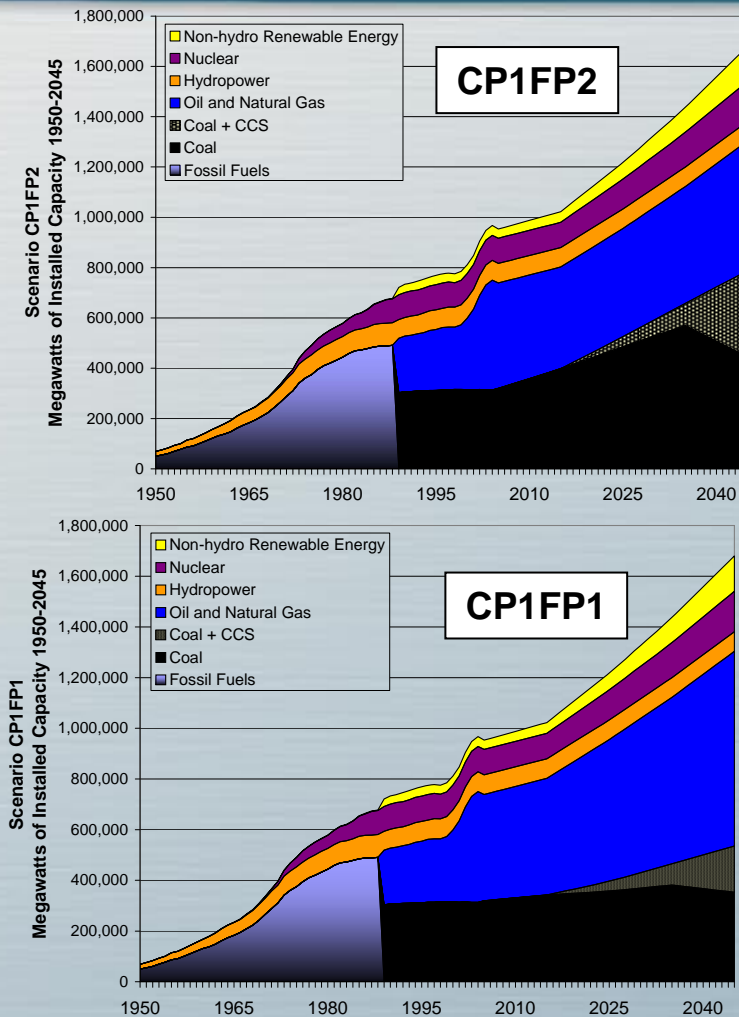 Scenario CP1FP2
Megawatts of Installed Capacity 1950-2045
1,800,000
1,600,000
1,400,000
1,200,000
1,000,000
800,000
600,000
400,000
200,000
0
Non-hydro Renewable Energy
Nuclear
Hydropower
Oil and Natural Gas
Coal + CCS
Coal
Fossil Fuels
CP1FP2
1950 1965 1980 1995 2010 2025 2040
Scenario CP1FP1
Megawatts of Installed Capacity 1950-2045
1,800,000
1,600,000
1,400,000
1,200,000
1,000,000
800,000
600,000
400,000
200,000
0
Non-hydro Renewable Energy
Nuclear
Hydropower
Oil and Natural Gas
Coal + CCS
Coal
Fossil Fuels
CP1FP1
1950 1965 1980 1995 2010 2025 2040